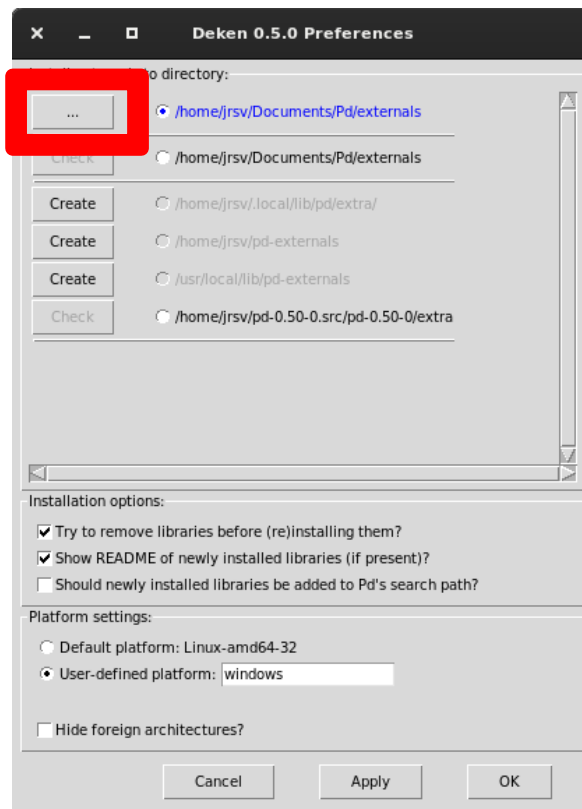 Deken 0.5.0 Preferences
to directory:
... /home/jrsv/Documents/Pd/externals
Check /home/jrsv/Documents/Pd/externals
Create /home/jrsv/.local/lib/pd/extra/
Create /home/jrsv/pd-externals
Create /usr/local/lib/pd-externals
Check /home/jrsv/pd-0.50-0.src/pd-0.50-0/extra
Installation options:
Try to remove libraries before (re)installing them?
Show README of newly installed libraries (if present)?
Should newly installed libraries be added to Pd's search path?
Platform settings:
Default platform: Linux-amd64-32
User-defined platform: windows
Hide foreign architectures?
Cancel Apply OK